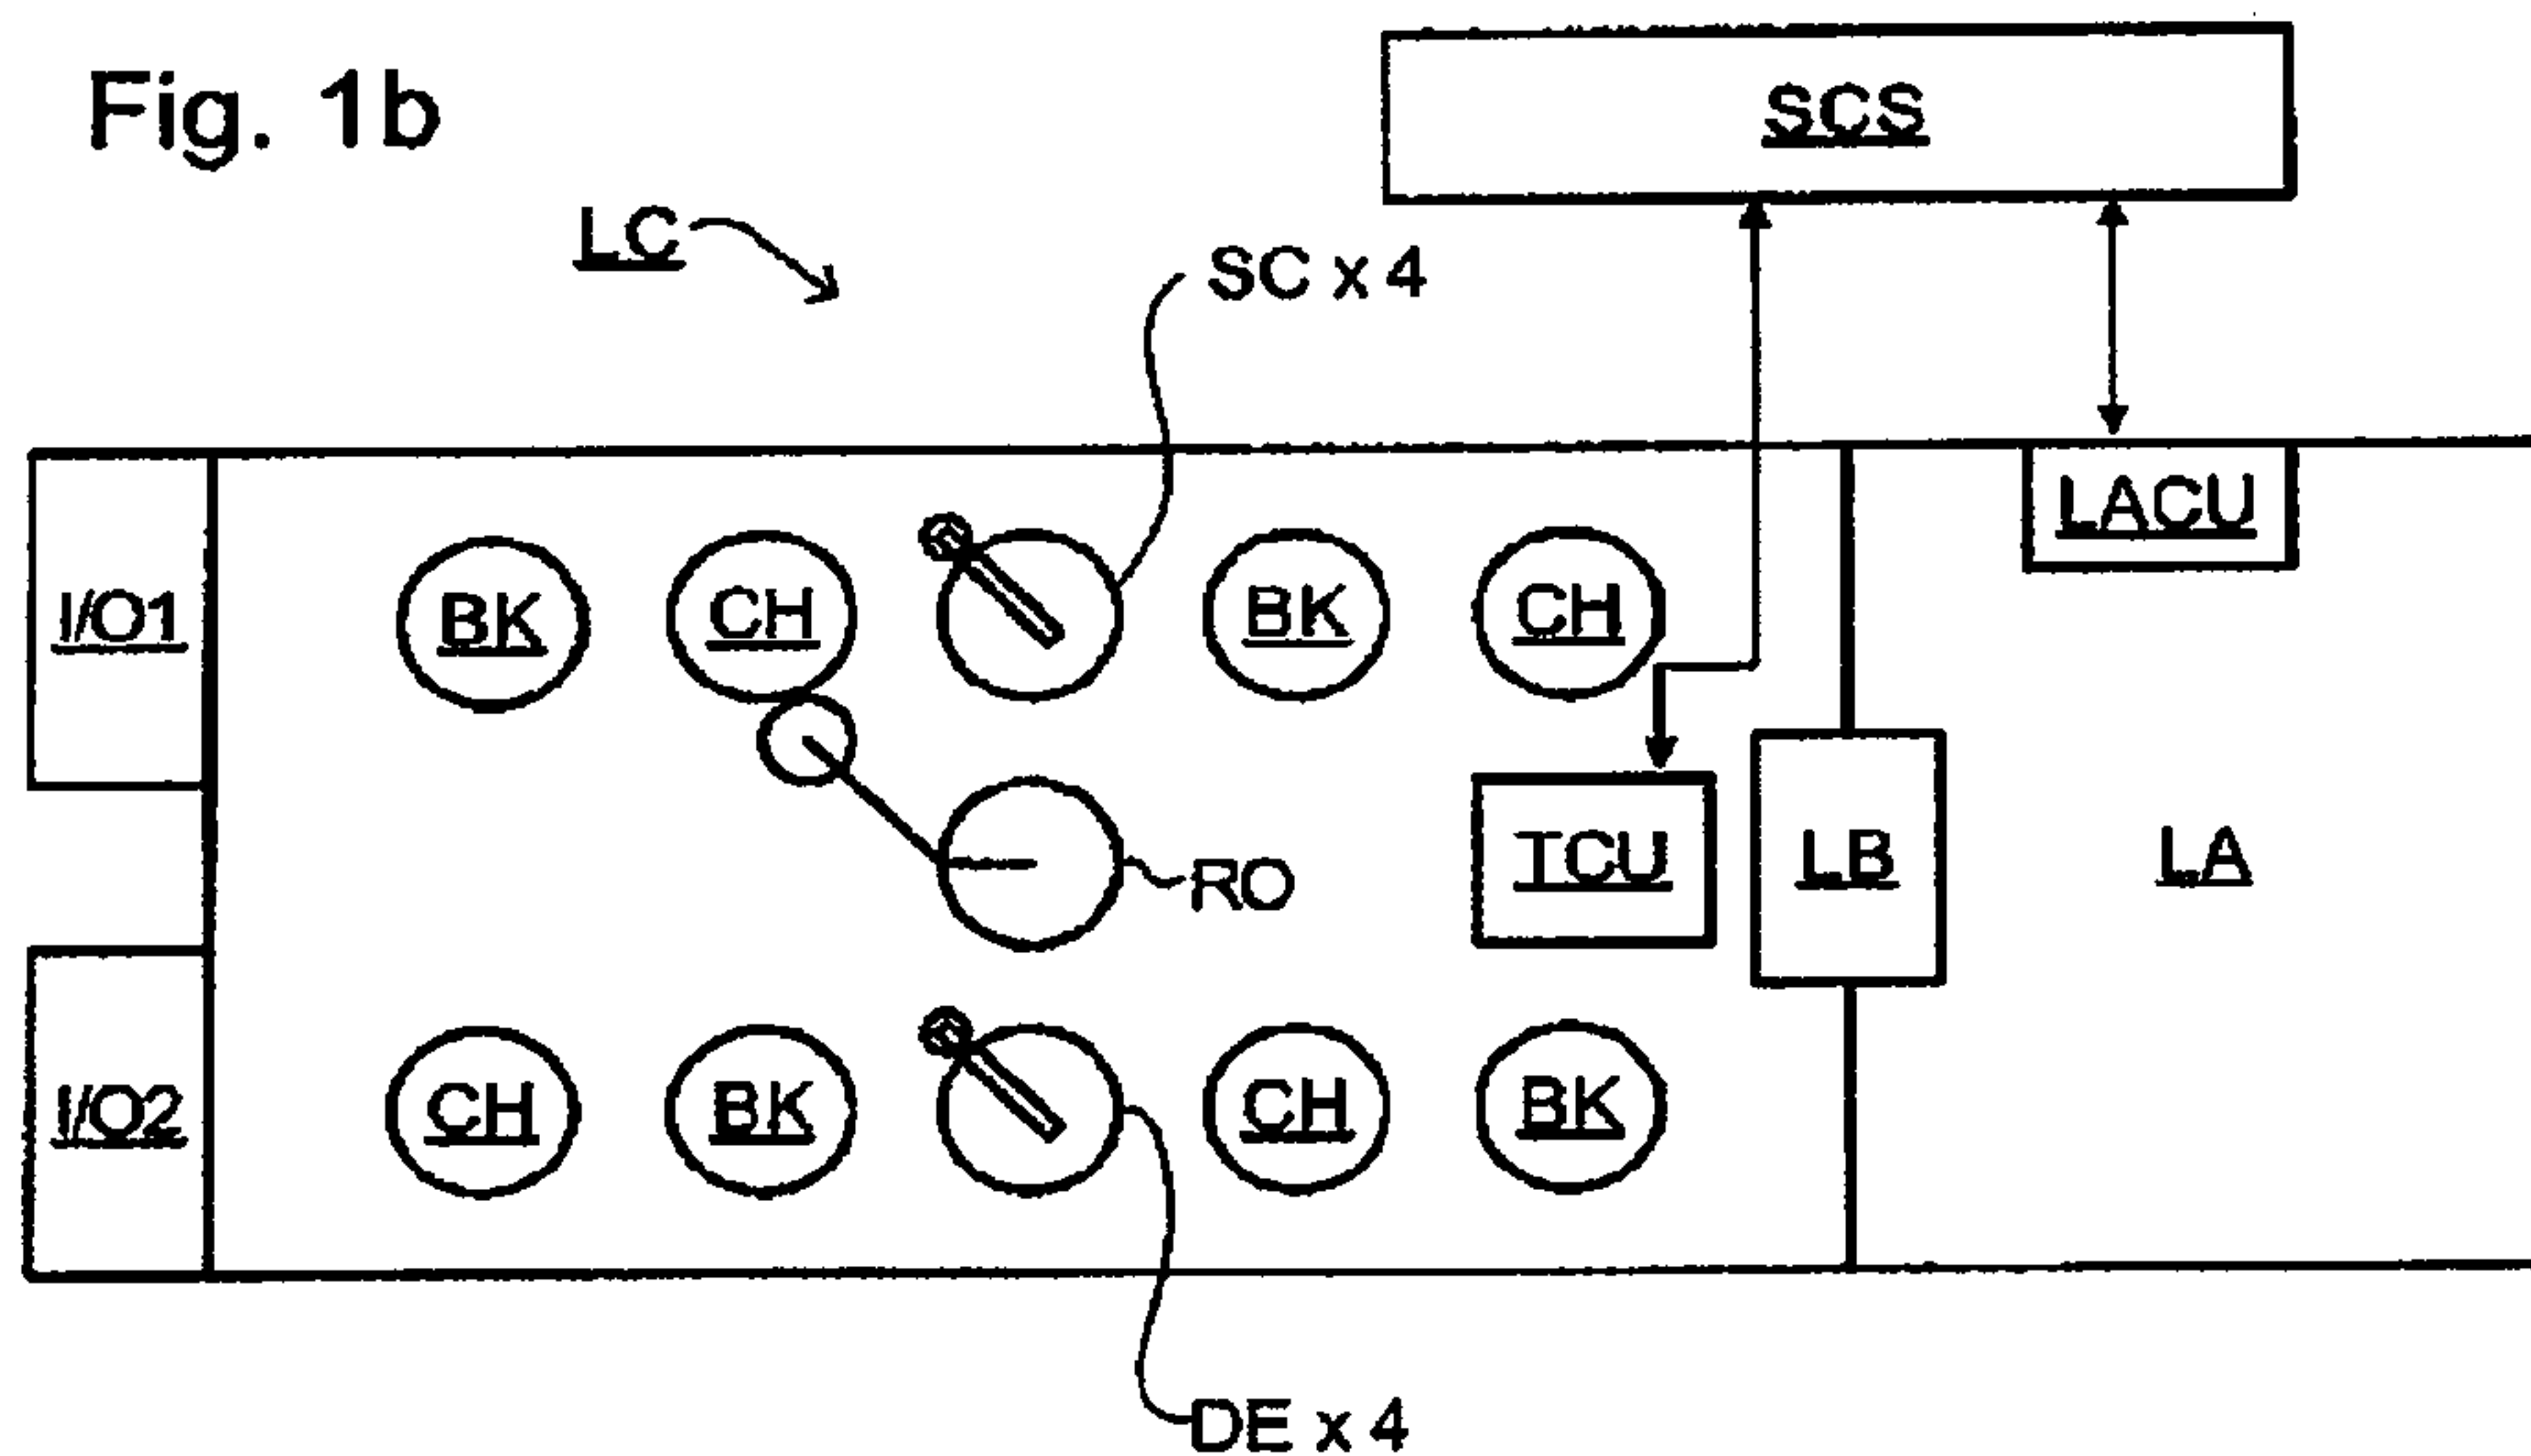 Fig. 1b
SCS
LC
SC x 4
LACU
I/O1
BK
CH
BK
CH
RO
TCU
LB
LA
I/O2
CH
BK
CH
BK
DE x 4